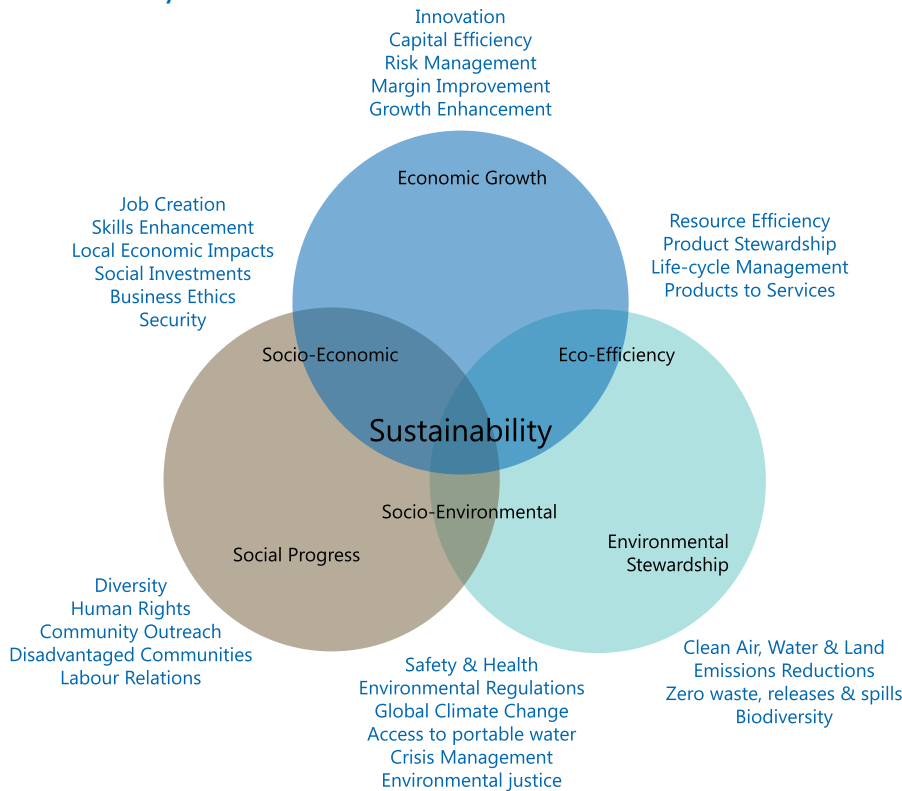 Innovation
Capital Efficiency
Risk Management
Margin Improvement
Growth Enhancement
Economic Growth
Job Creation
Skills Enhancement
Local Economic Impacts
Social Investments
Business Ethics
Security
Resource Efficiency
Product Stewardship
Life-cycle Management
Products to Services
Socio-Economic
Eco-Efficiency
Sustainability
Socio-Environmental
Social Progress
Environmental
Stewardship
Diversity
Human Rights
Community Outreach
Disadvantaged Communities
Labour Relations
Safety & Health
Environmental Regulations
Global Climate Change
Access to portable water
Crisis Management
Environmental justice
Clean Air, Water & Land
Emissions Reductions
Zero waste, releases & spills
Biodiversity